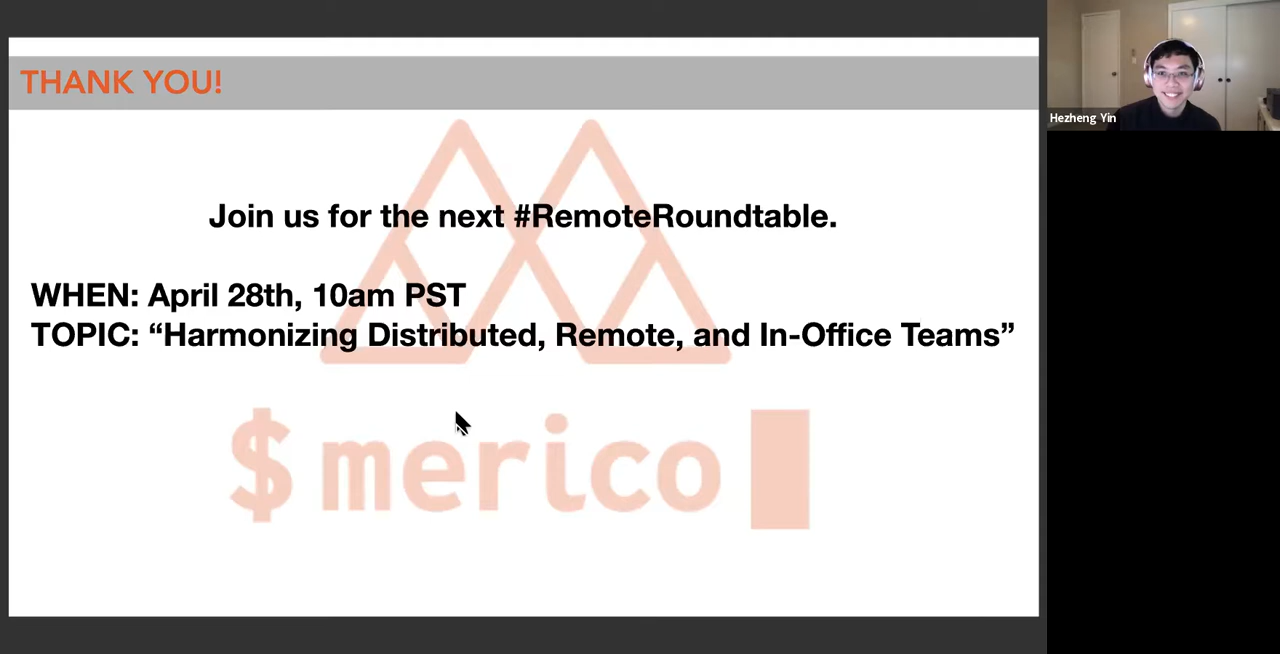 THANK YOU!
Join us for the next #RemoteRoundtable.
WHEN: April 28th, 10am PST
TOPIC: “Harmonizing Distributed, Remote, and In-Office Teams”
$ merico
Hezheng Yin